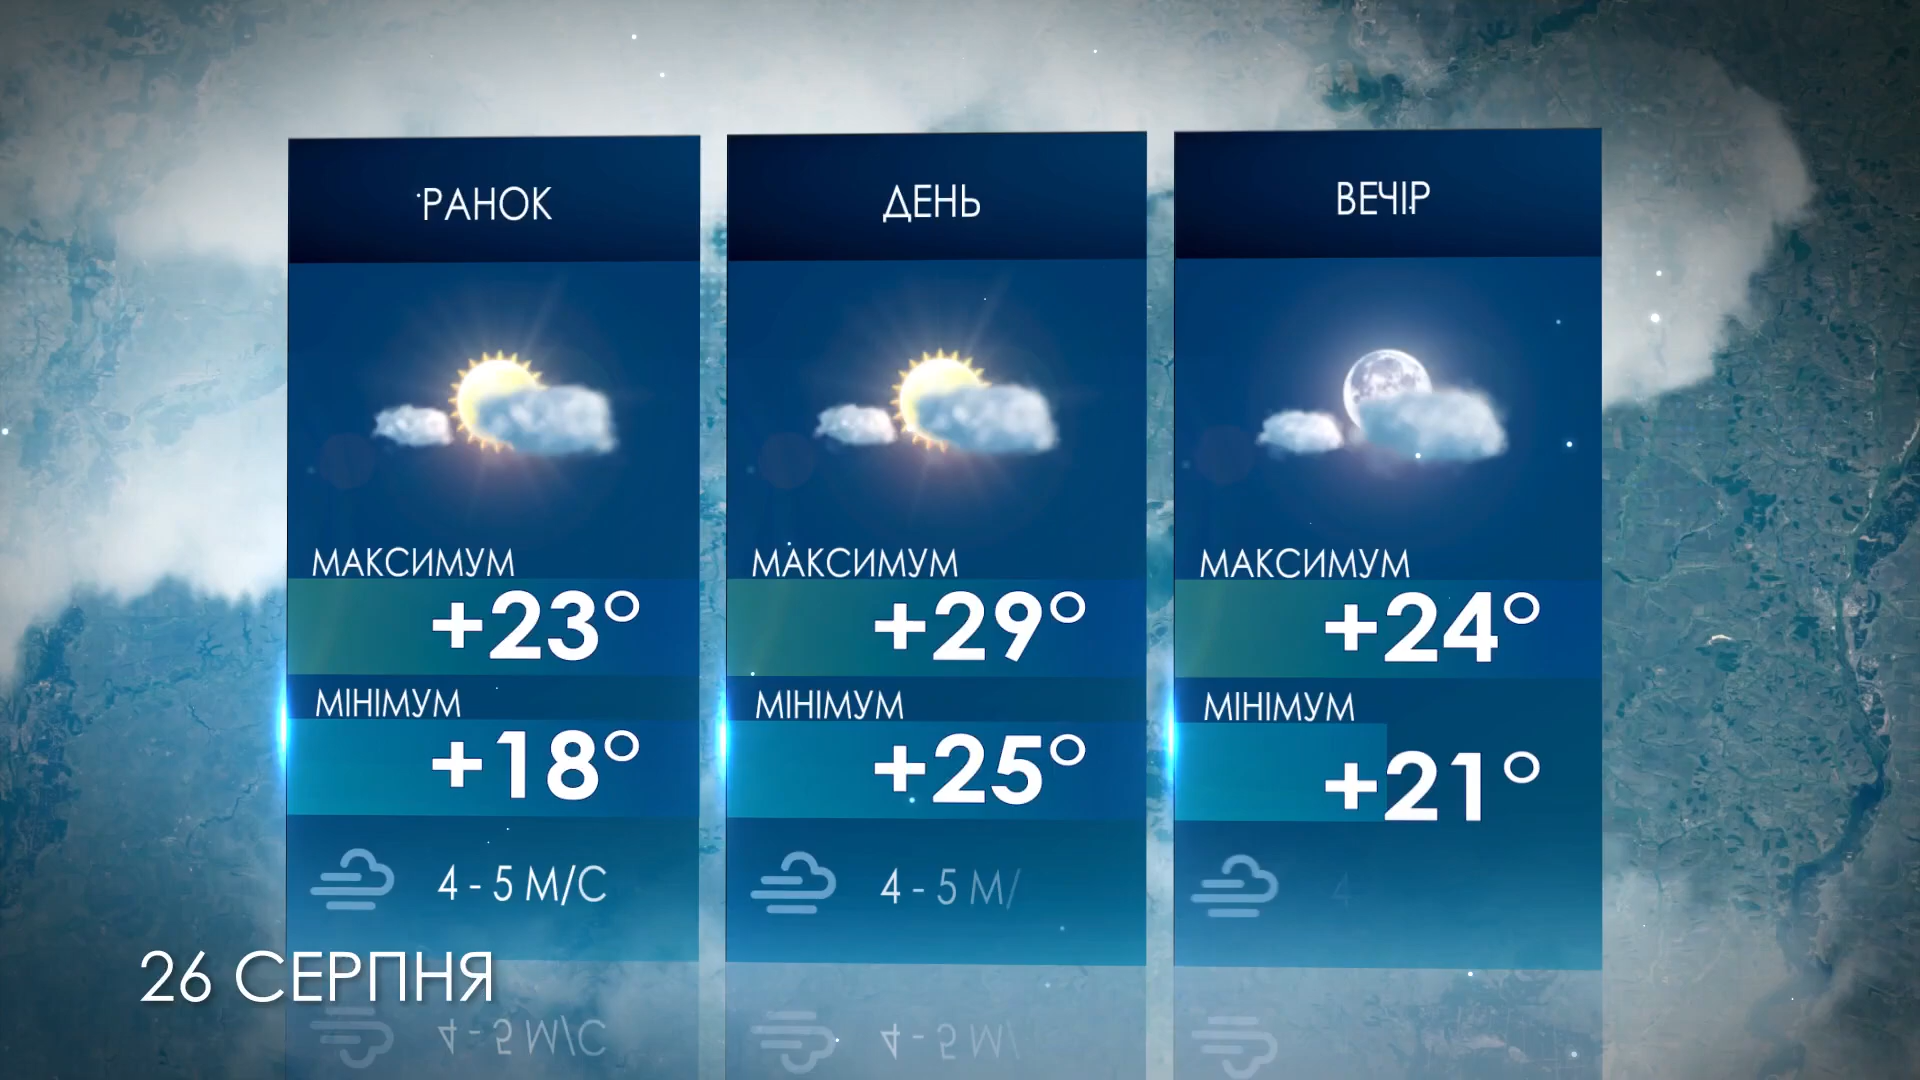 РАНОК
МАКСИМУМ
+23°
МІНІМУМ
+18°
4 - 5 М/С
ДЕНЬ
МАКСИМУМ
+29°
МІНІМУМ
+25°
4 - 5 М/
ВЕЧІР
МАКСИМУМ
+24°
МІНІМУМ
+21°
4
26 СЕРПНЯ